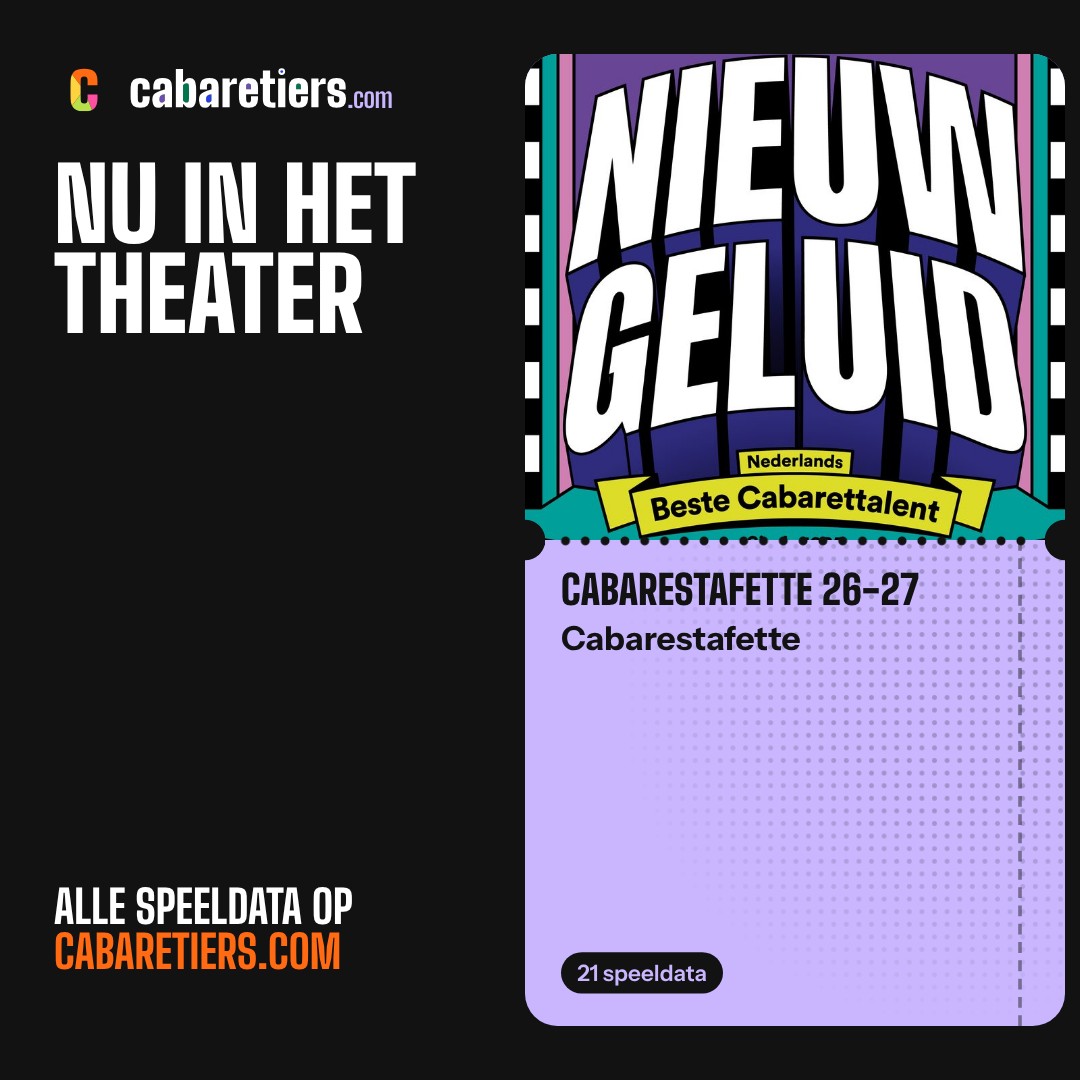 cabaretiers.com
NU IN HET
THEATER
NIEUW
GELUID
Nederlands
Beste Cabarettalent
CABARESTAFETTE 26-27
Cabarestafette
21 speeldata
ALLE SPEELDATA OP
CABARETIERS.COM